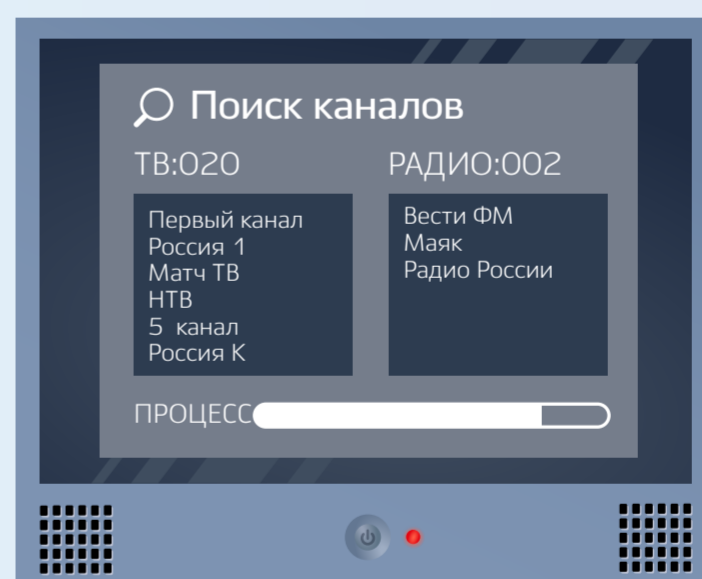 Поиск каналов
ТВ:020
Первый канал
Россия 1
Матч ТВ
НТВ
5 канал
Россия К
РАДИО:002
Вести ФМ
Маяк
Радио России
ПРОЦЕСС